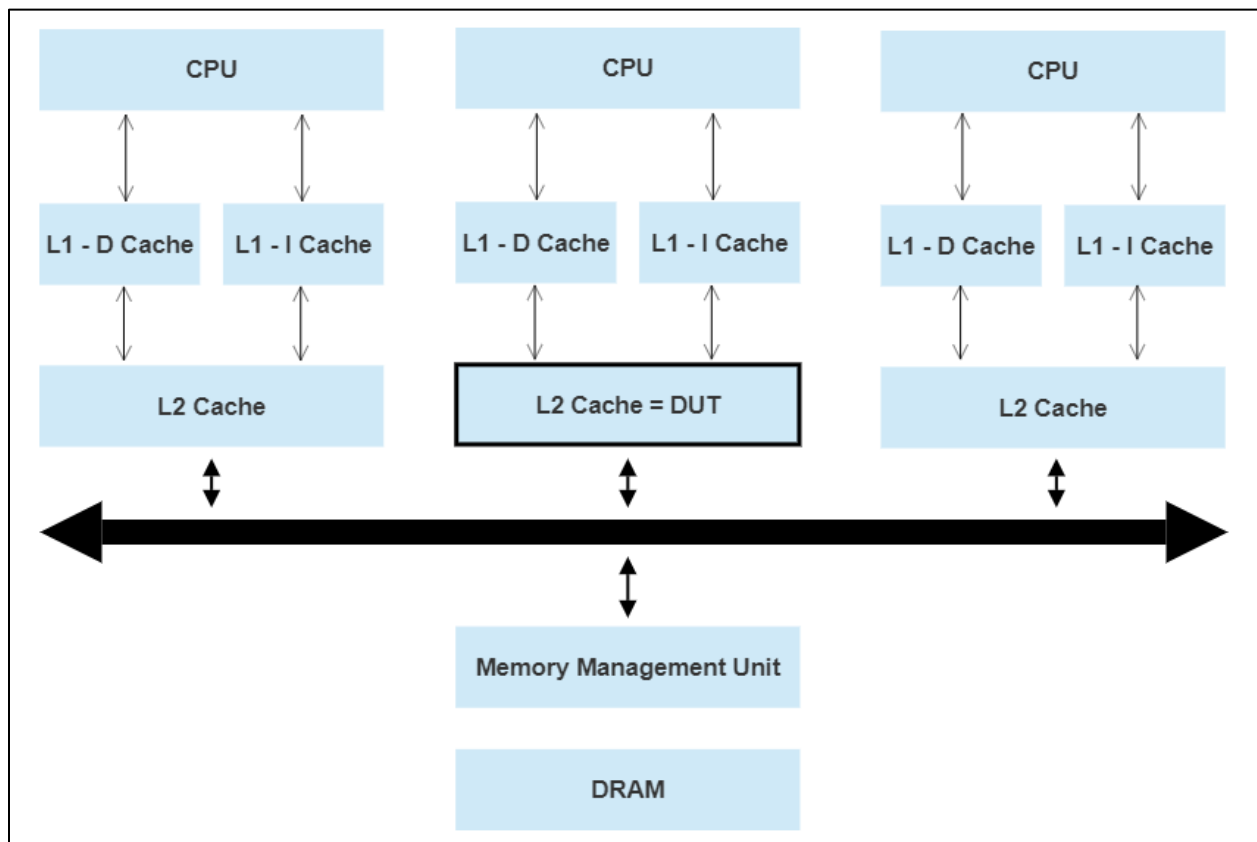 CPU
CPU
CPU
L1 - D Cache
L1 - I Cache
L1 - D Cache
L1 - I Cache
L1 - D Cache
L1 - I Cache
L2 Cache
L2 Cache = DUT
L2 Cache
Memory Management Unit
DRAM